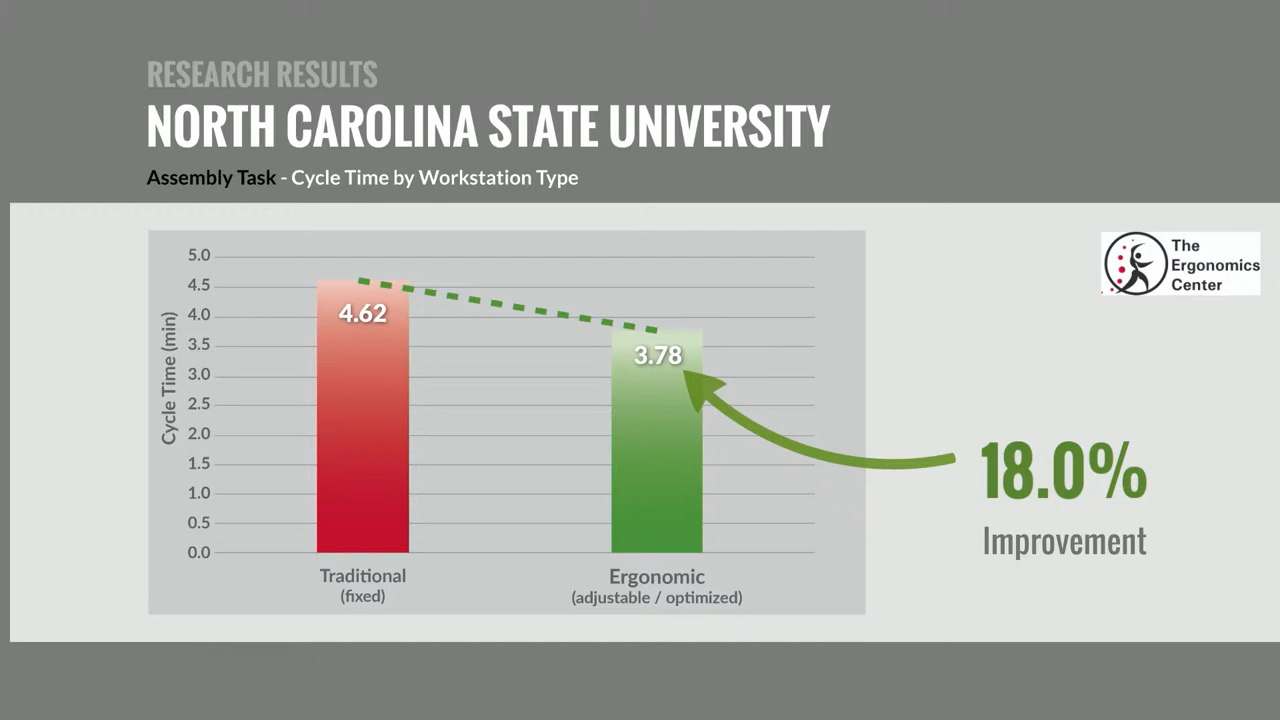 RESEARCH RESULTS
NORTH CAROLINA STATE UNIVERSITY
Assembly Task - Cycle Time by Workstation Type
The
Ergonomics
Center
5.0
4.5
4.0
3.5
3.0
2.5
2.0
1.5
1.0
0.5
0.0
Cycle Time (min)
4.62
3.78
Traditional
(fixed)
Ergonomic
(adjustable / optimized)
18.0%
Improvement